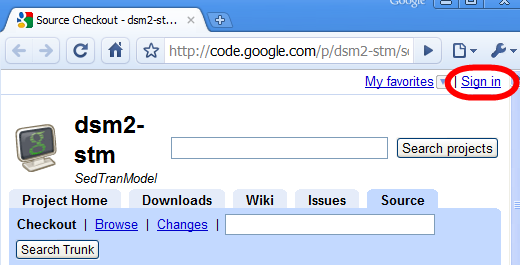 Google
Source Checkout - dsm2-st...
http://code.google.com/p/dsm2-stm/so
My favorites ▼ | Sign in
dsm2-stm
Search projects
SedTranModel
Project Home Downloads Wiki Issues Source
Checkout | Browse | Changes |
Search Trunk